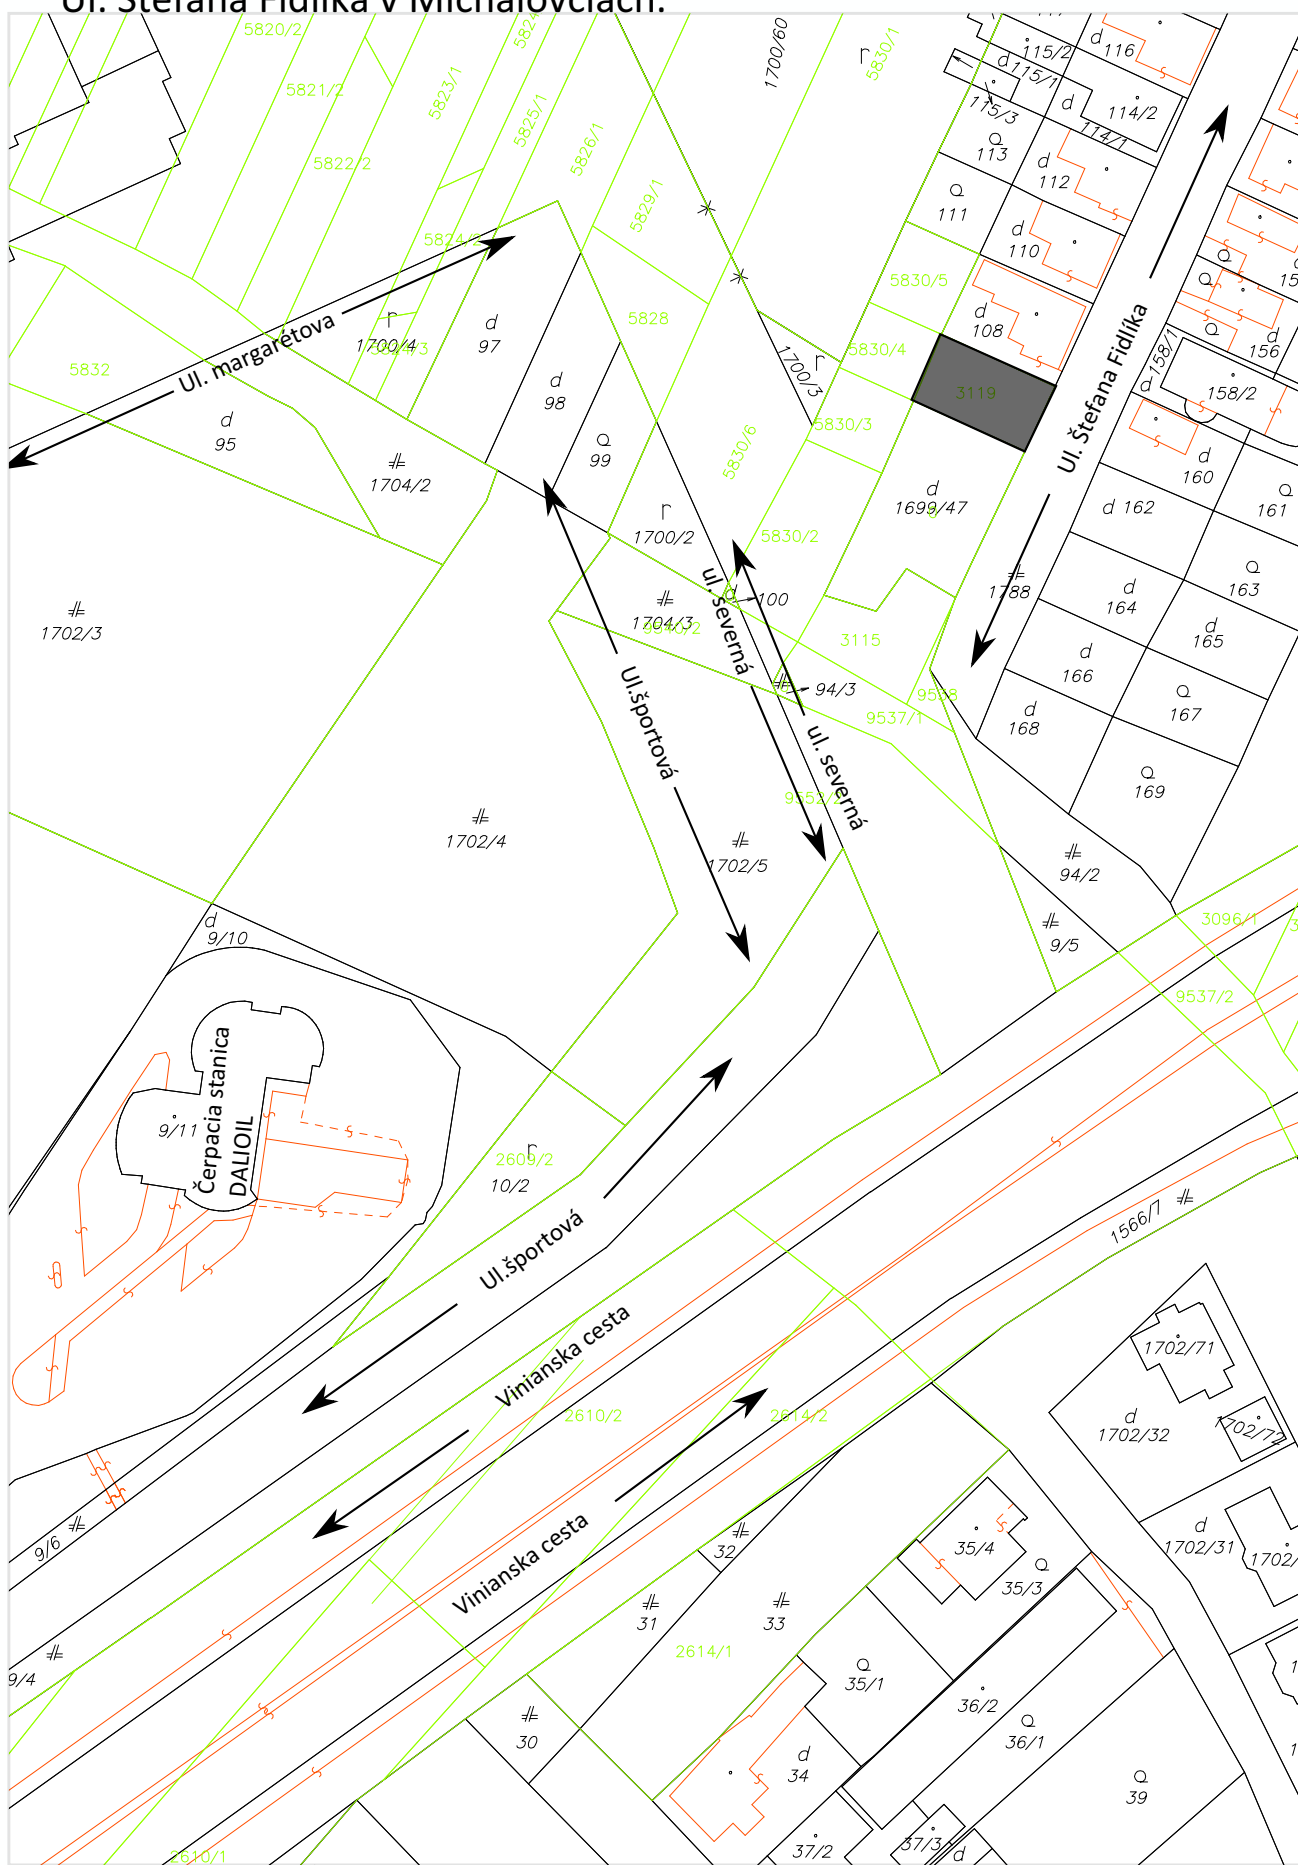 Ul. Štefana Fidlíka v Michalovciach.
5820/2
5821/2
5822/2
5823/1
5825/1
5826/1
5829/1
1700/60
5830/1
115/2
d 116
d
115/1
115/3
d
114/2
114/1
113
d
112
111
d
110
5830/5
5824/2
1700/4
d
97
5828
d
108
5830/4
1700/3
3119
5832
Ul. margarétova
Ul. Štefana Fidlíka
158/1
d
158/2
d
156
d
95
d
98
99
1704/2
5830/6
5830/3
d
1699/47
d
160
161
d 162
1700/2
5830/2
1788
163
d
164
1702/3
d
100
1704/3
ul. severná
3115
165
d
166
Ul.športová
94/3
9538
9537/1
167
d
168
ul. severná
169
9552/2
1702/4
1702/5
94/2
d
9/10
9/5
3096/1
9537/2
Čerpacia stanica
DALIOIL
9/11
2609/2
10/2
Ul.športová
1566/7
Vinianska cesta
1702/71
2610/2
2614/2
d
1702/32
1702/72
9/6
Vinianska cesta
32
35/4
35/3
d
1702/31
1702/
31
33
2614/1
9/4
35/1
36/2
30
36/1
d
34
39
37/2
37/3
d
2610/1